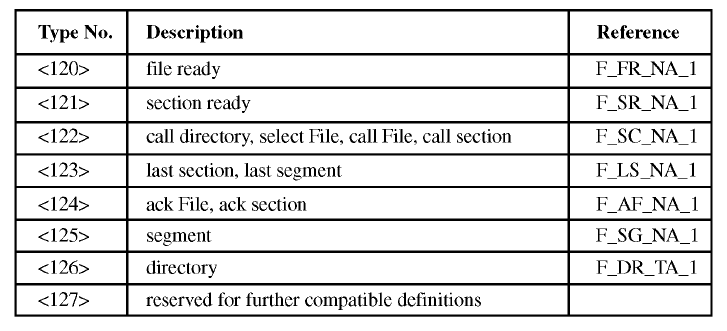 Type No. Description Reference
<120> file ready F_FR_NA_1
<121> section ready F_SR_NA_1
<122> call directory, select File, call File, call section F_SC_NA_1
<123> last section, last segment F_LS_NA_1
<124> ack File, ack section F_AF_NA_1
<125> segment F_SG_NA_1
<126> directory F_DR_TA_1
<127> reserved for further compatible definitions